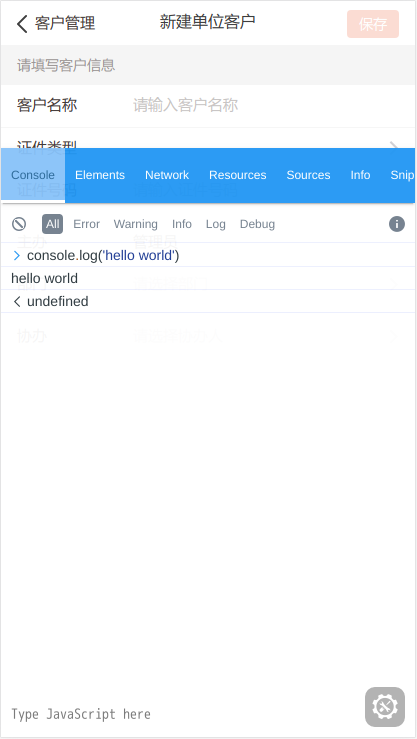 客户管理 新建单位客户 保存
请填写客户信息
客户名称 请输入客户名称
证件类型
Console Elements Network Resources Sources Info Snip
All Error Warning Info Log Debug
console.log('hello world')
hello world
undefined
协办
Type JavaScript here